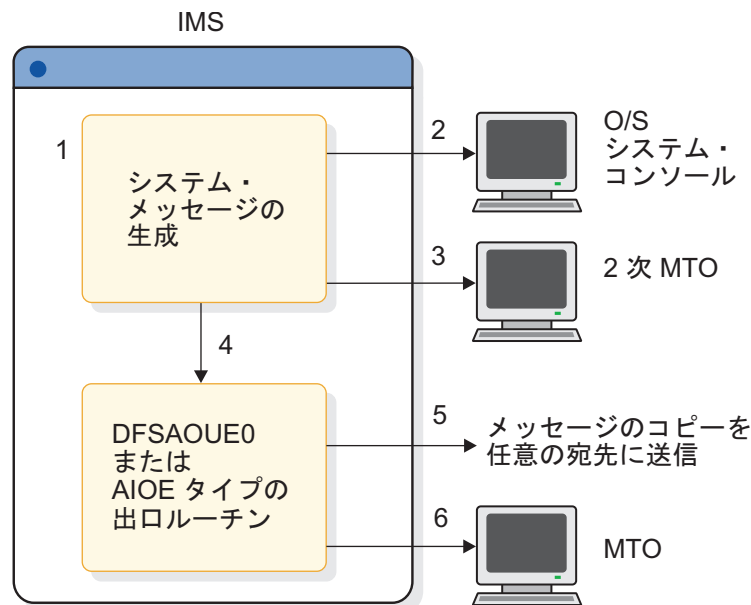 IMS
1
システム・
メッセージの
生成
2
O/S
システム・
コンソール
3
2 次 MTO
4
DFSAOUE0
または
AIOE タイプの
出口ルーチン
5
メッセージのコピーを
任意の宛先に送信
6
MTO